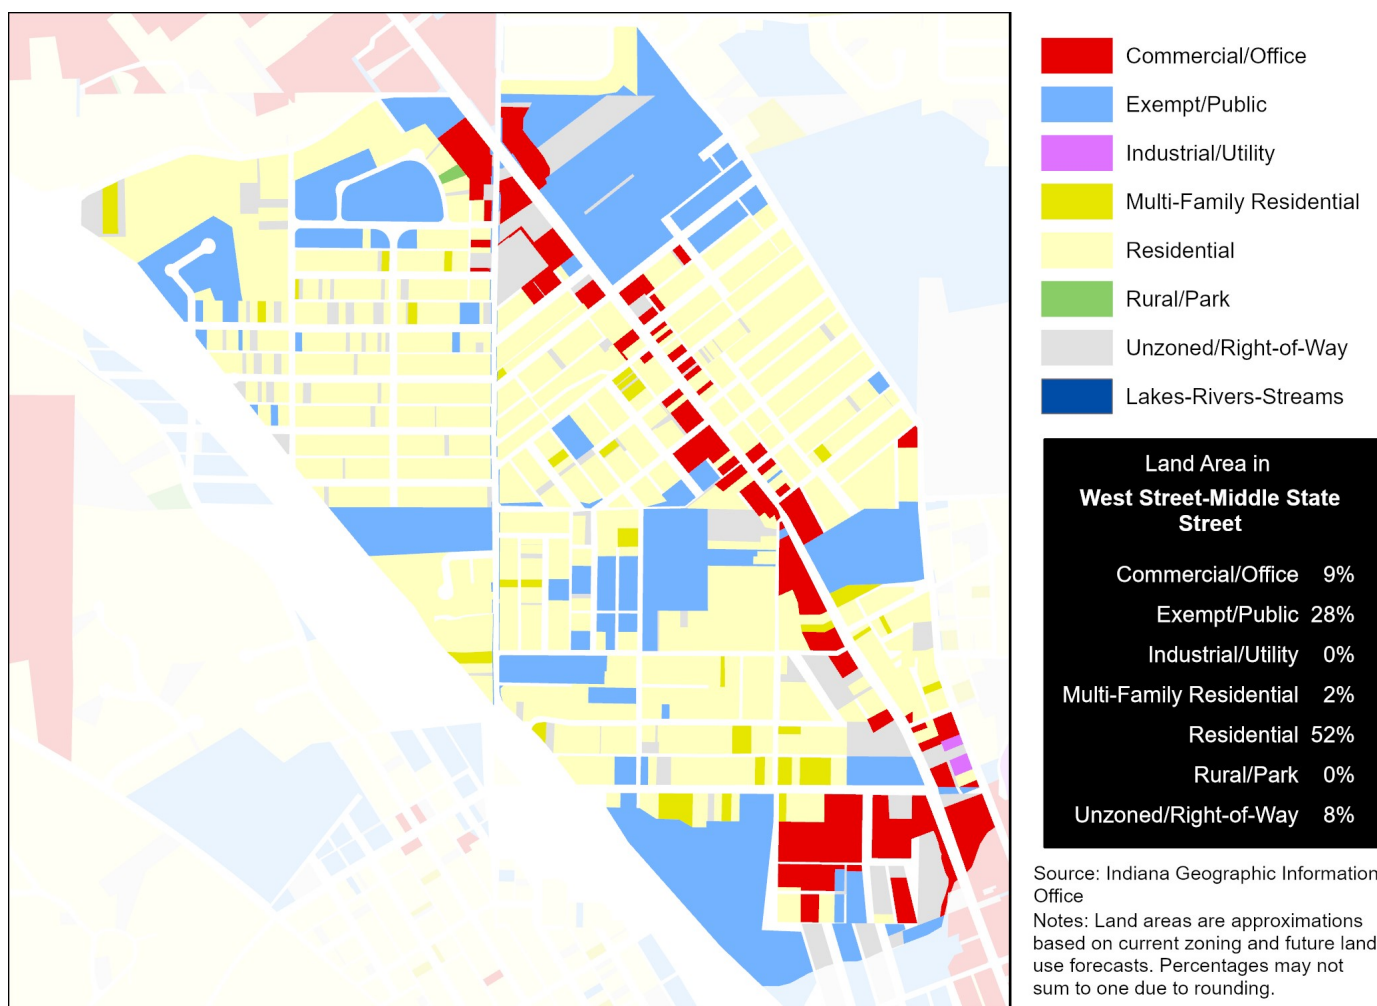 Commercial/Office
Exempt/Public
Industrial/Utility
Multi-Family Residential
Residential
Rural/Park
Unzoned/Right-of-Way
Lakes-Rivers-Streams
Land Area in
West Street-Middle State
Street
Commercial/Office 9%
Exempt/Public 28%
Industrial/Utility 0%
Multi-Family Residential 2%
Residential 52%
Rural/Park 0%
Unzoned/Right-of-Way 8%
Source: Indiana Geographic Information
Office
Notes: Land areas are approximations
based on current zoning and future land
use forecasts. Percentages may not
sum to one due to rounding.